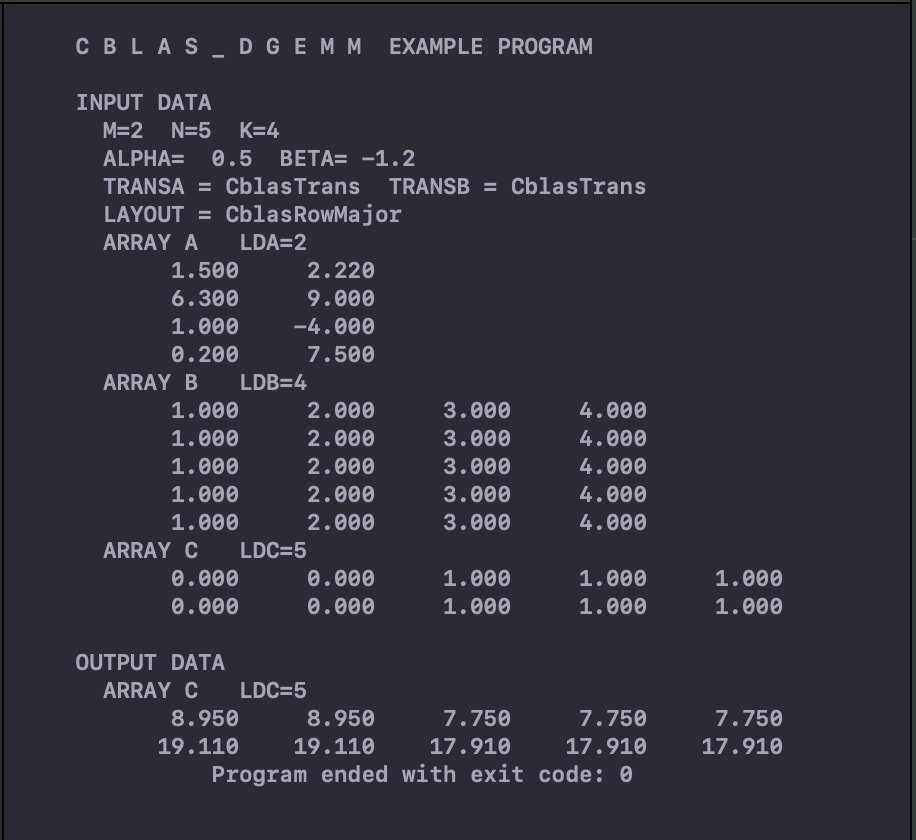 C B L A S _ D G E M M  EXAMPLE PROGRAM
INPUT DATA
M=2  N=5  K=4
ALPHA=  0.5  BETA= -1.2
TRANSA = CblasTrans  TRANSB = CblasTrans
LAYOUT = CblasRowMajor
ARRAY A   LDA=2
1.500     2.220
6.300     9.000
1.000    -4.000
0.200     7.500
ARRAY B   LDB=4
1.000     2.000     3.000     4.000
1.000     2.000     3.000     4.000
1.000     2.000     3.000     4.000
1.000     2.000     3.000     4.000
1.000     2.000     3.000     4.000
ARRAY C   LDC=5
0.000     0.000     1.000     1.000     1.000
0.000     0.000     1.000     1.000     1.000
OUTPUT DATA
ARRAY C   LDC=5
8.950     8.950     7.750     7.750     7.750
19.110    19.110    17.910    17.910    17.910
Program ended with exit code: 0